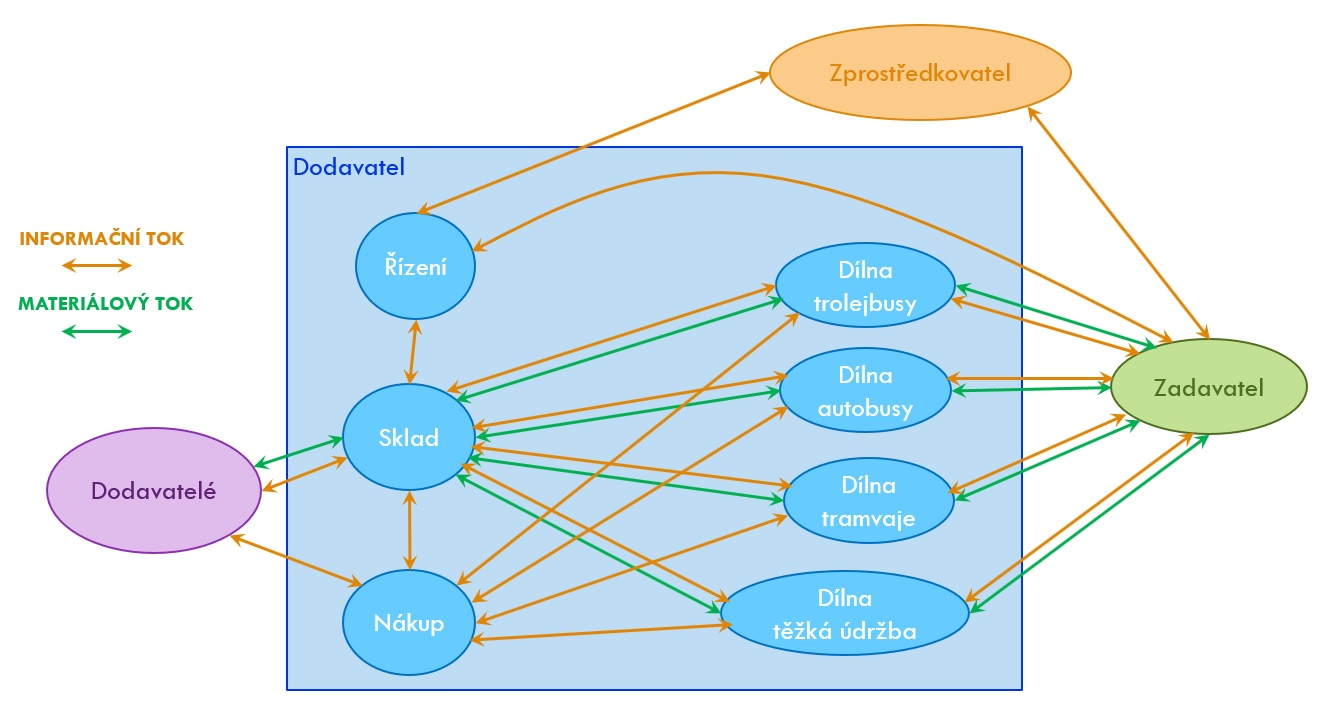 Zprostředkovatel
Dodavatel
INFORMAČNÍ TOK
MATERIÁLOVÝ TOK
Řízení
Dílna
trolejbusy
Dílna
autobusy
Zadavatel
Sklad
Dodavatelé
Dílna
tramvaje
Nákup
Dílna
těžká údržba